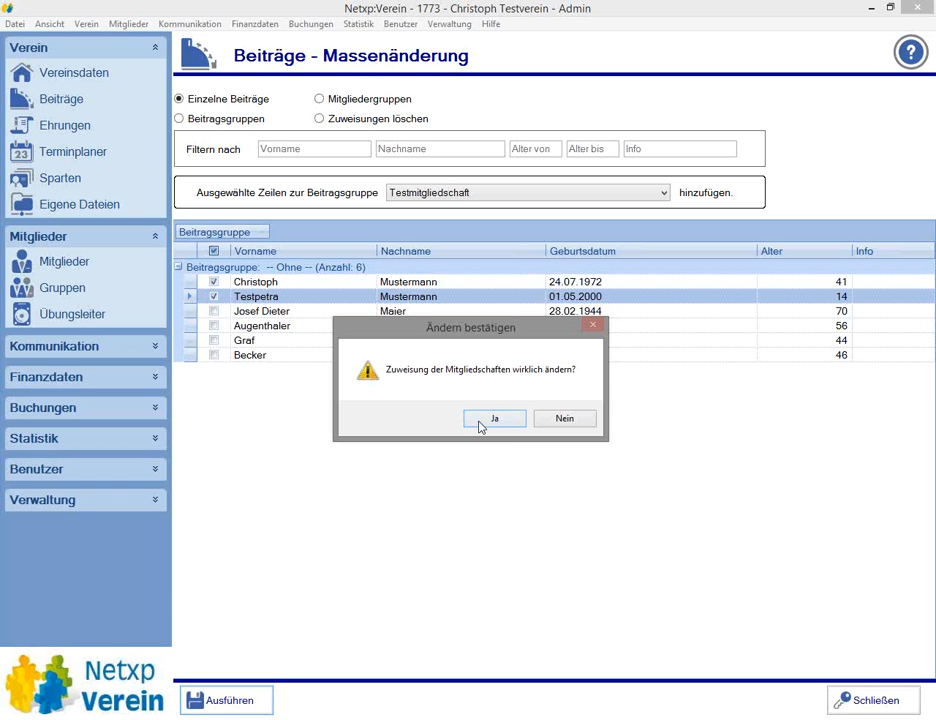 Netxp:Verein - 1773 - Christoph Testverein - Admin
Datei Ansicht Verein Mitglieder Kommunikation Finanzdaten Buchungen Statistik Benutzer Verwaltung Hilfe
Verein
Vereinsdaten
Beiträge
Ehrungen
23 Terminplaner
Sparten
Eigene Dateien
Mitglieder
Mitglieder
Gruppen
Übungsleiter
Kommunikation
Finanzdaten
Buchungen
Statistik
Benutzer
Verwaltung
Netxp
Verein
Beiträge - Massenänderung
?
Einzelne Beiträge Mitgliedergruppen
Beitragsgruppen Zuweisungen löschen
Filtern nach Vorname Nachname Alter von Alter bis Info
Ausgewählte Zeilen zur Beitragsgruppe Testmitgliedschaft hinzufügen.
Beitragsgruppe
Vorname Nachname Geburtsdatum Alter Info
Beitragsgruppe: -- Ohne -- (Anzahl: 6)
Christoph Mustermann 24.07.1972 41
Testpetra Mustermann 01.05.2000 14
Josef Dieter Maier 28.02.1944 70
Augenthaler 56
Graf 44
Becker 46
Ändern bestätigen
Zuweisung der Mitgliedschaften wirklich ändern?
Ja Nein
Ausführen Schließen